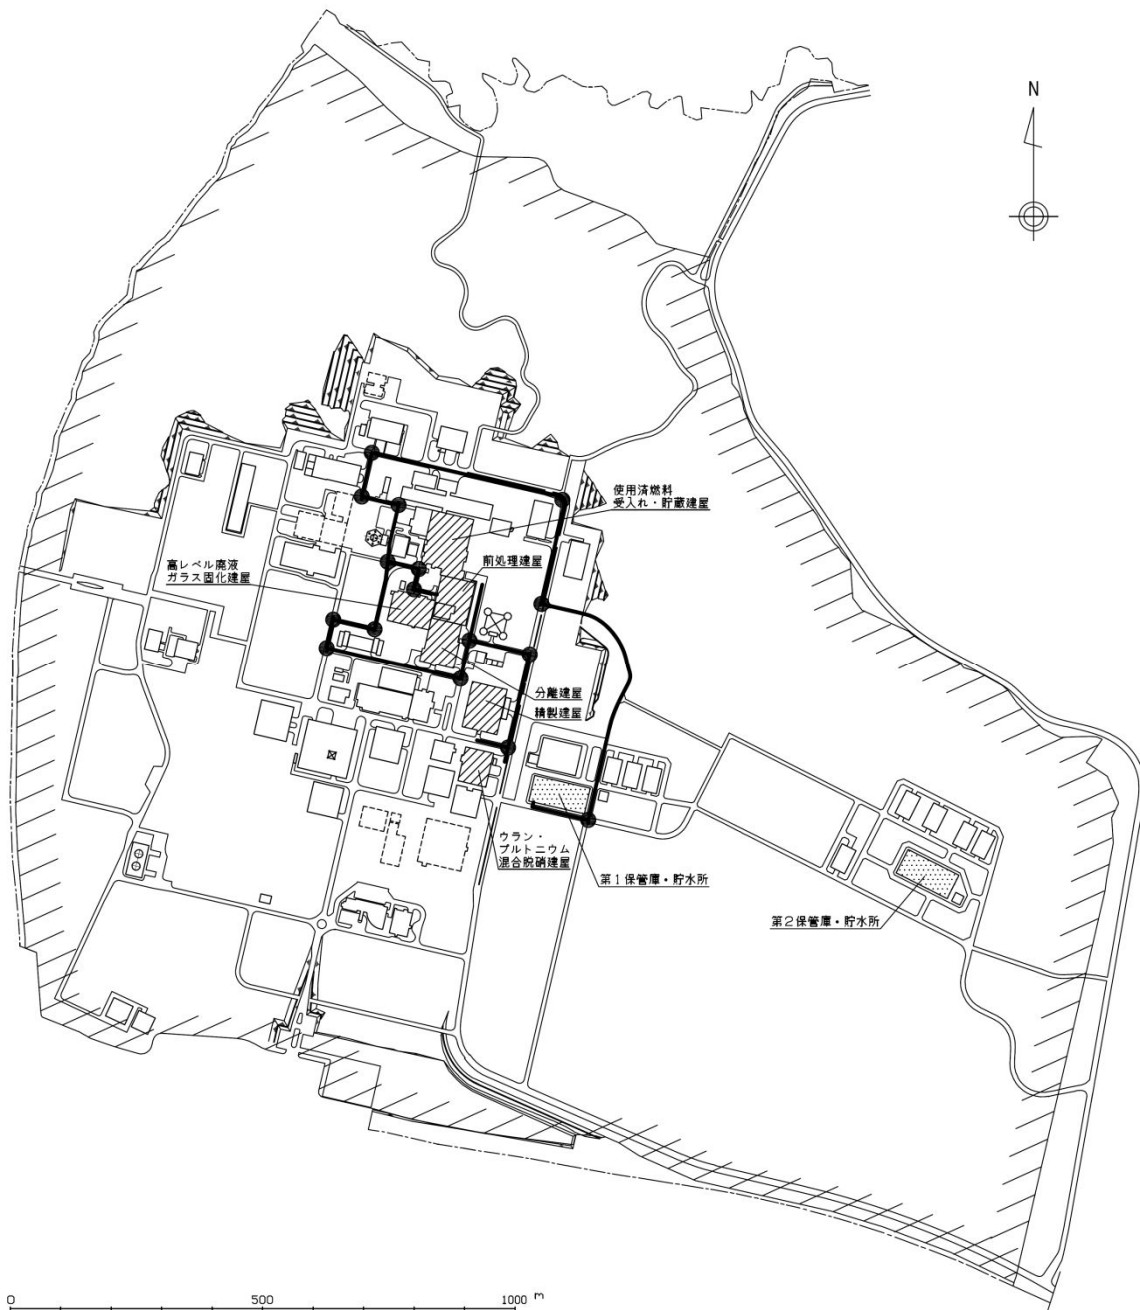 N
使用済燃料
受入れ・貯蔵建屋
前処理建屋
高レベル廃液
ガラス固化建屋
分離建屋
精製建屋
ウラン・
プルトニウム
混合脱硝建屋
第1保管庫・貯水所
第2保管庫・貯水所
0 500 1000 m